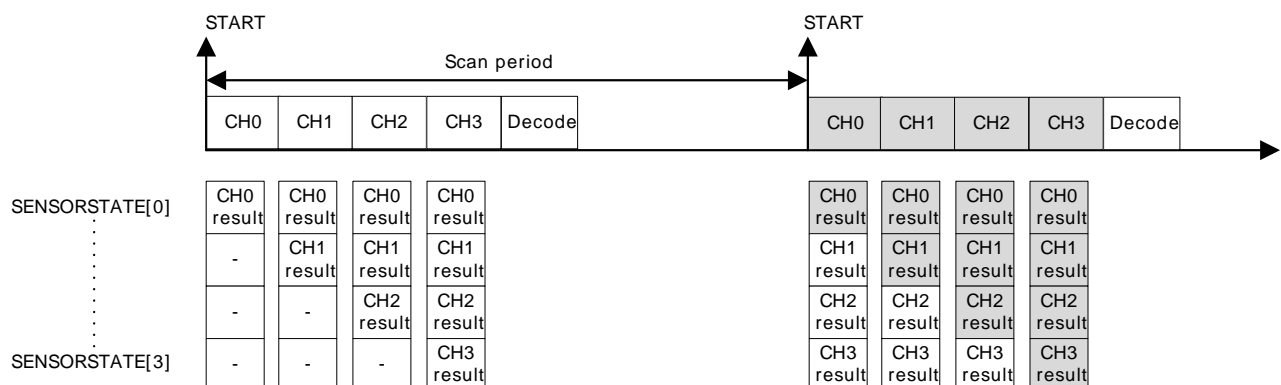 START START
Scan period
CH0 CH1 CH2 CH3 Decode CH0 CH1 CH2 CH3 Decode
SENSORSTATE[0] CH0 result CH0 result CH0 result CH0 result CH0 result CH0 result CH0 result CH0 result
- CH1 result CH1 result CH1 result CH1 result CH1 result CH1 result CH1 result
- - CH2 result CH2 result CH2 result CH2 result CH2 result CH2 result
SENSORSTATE[3] - - - CH3 result CH3 result CH3 result CH3 result CH3 result